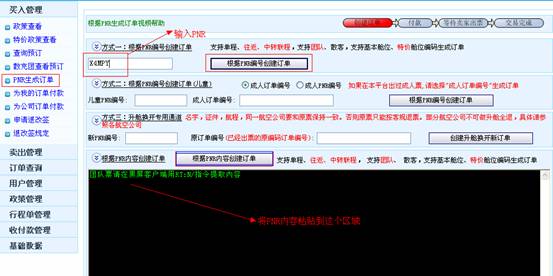 买入管理
政策查看
特价政策查看
查询预订
散充团查看预订
PNR生成订单
为我的订单付款
为公司订单付款
申请退改签
退改签规定
卖出管理
订单查询
用户管理
政策管理
行程单管理
收付款管理
基础数据
根据PNR生成订单视频帮助
创建订单
付款
等待卖家出票
交易完成
输入PNR
方式一：根据PNR编号创建订单 支持单程、往返、中转联程，支持团队、散客，支持基本舱位、特价舱位编码生成订单
X4MPY 根据PNR编号创建订单
方式二：根据PNR编号创建订单(儿童) 成人订单编号 成人PNR编号 如果在本平台出过成人票,请选择"成人订单编号"生成订单
儿童PNR编号: 成人订单编号: 根据PNR编号创建订单
方式三：升舱换开专用通道 名字，证件，航程，同一航空公司要和原票保持一致。否则原票只能按客规退票。部分航空公司不可做升舱全退，具体请参照各航空公司
新PNR编号: 原订单编号(已经出票的原编码订单编号): 创建升舱换开新订单
根据PNR内容创建订单 根据PNR内容创建订单 支持单程、往返、中转联程， 支持团队、 散客，支持基本舱位、特价舱位编码生成订单
团队票请在黑屏客户端用RT:N/指令提取内容
将PNR内容粘贴到这个区域